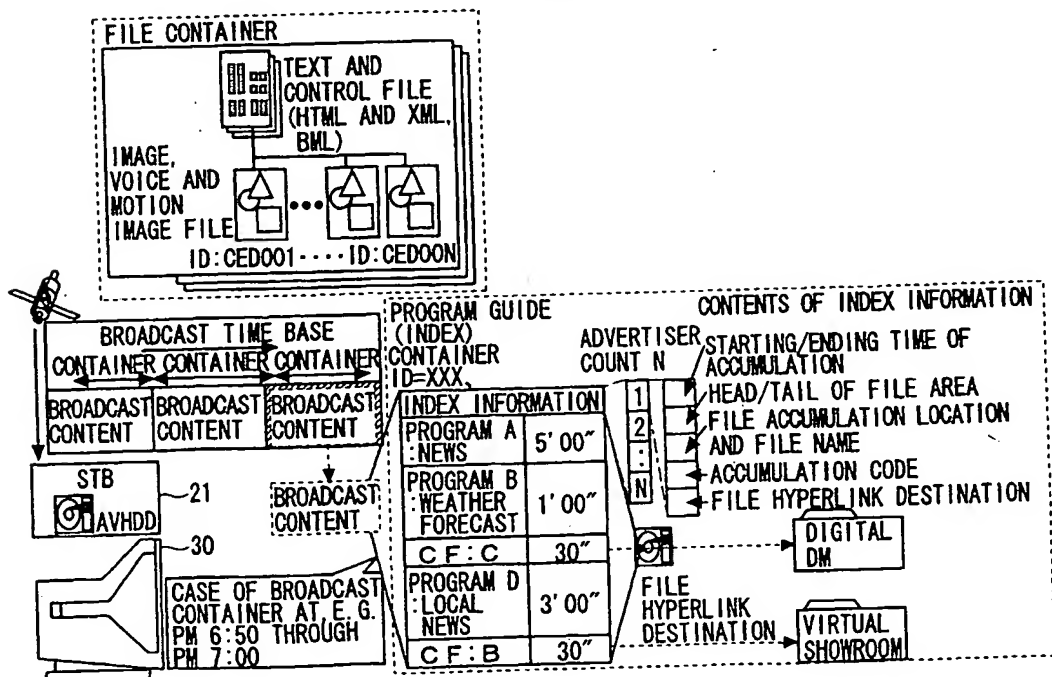 FILE CONTAINER
TEXT AND
CONTROL FILE
(HTML AND XML,
BML)
IMAGE,
VOICE AND
MOTION
IMAGE FILE
ID:CED001 ···· ID:CED00N
BROADCAST TIME BASE
CONTAINER CONTAINER CONTAINER
BROADCAST CONTENT
BROADCAST CONTENT
BROADCAST CONTENT
BROADCAST
CONTENT
STB
AVHDD
21
30
CASE OF BROADCAST
CONTAINER AT E. G.
PM 6:50 THROUGH
PM 7:00
PROGRAM GUIDE
(INDEX)
CONTAINER
ID=XXX,
INDEX INFORMATION
PROGRAM A
:NEWS
5' 00"
PROGRAM B
:WEATHER
FORECAST
1' 00"
CF:C
30"
PROGRAM D
:LOCAL
NEWS
3' 00"
CF:B
30"
CONTENTS OF INDEX INFORMATION
ADVERTISER
COUNT N
1
2
:
N
STARTING/ENDING TIME OF
ACCUMULATION
HEAD/TAIL OF FILE AREA
FILE ACCUMULATION LOCATION
AND FILE NAME
ACCUMULATION CODE
FILE HYPERLINK DESTINATION
DIGITAL
DM
FILE
HYPERLINK
DESTINATION
VIRTUAL
SHOWROOM